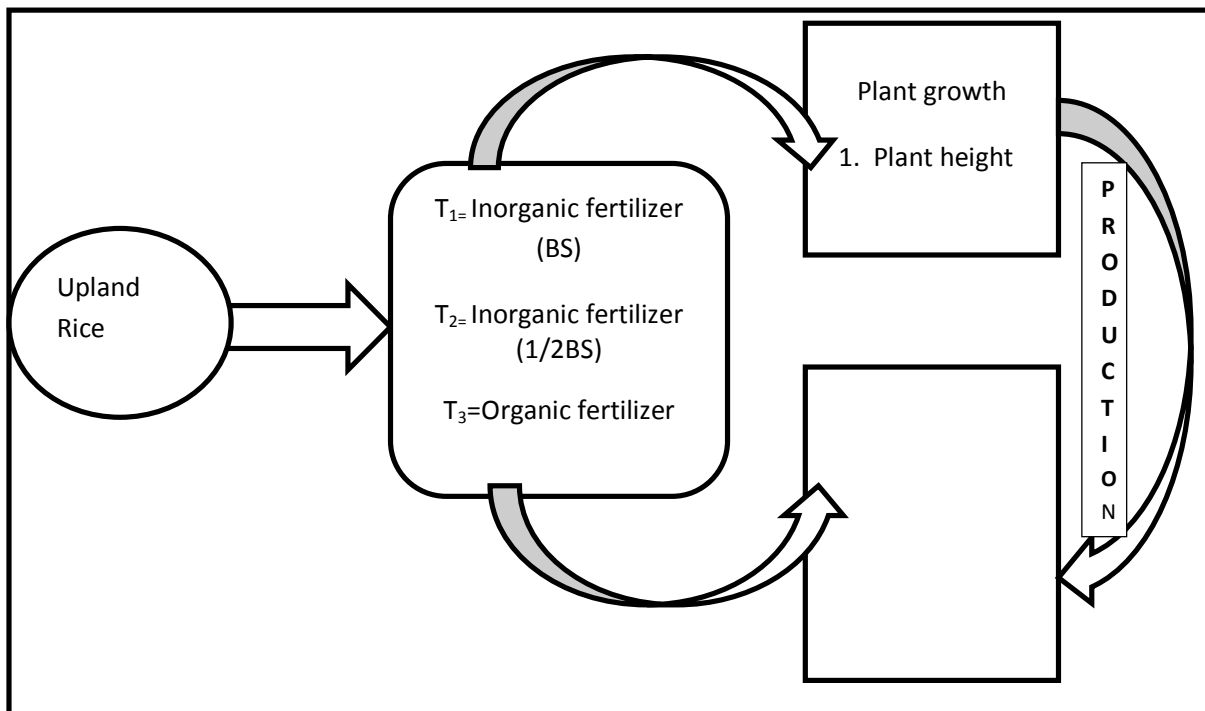 Upland
Rice
T1= Inorganic fertilizer
(BS)
T2= Inorganic fertilizer
(1/2BS)
T3=Organic fertilizer
Plant growth
1. Plant height
P
R
O
D
U
C
T
I
O
N